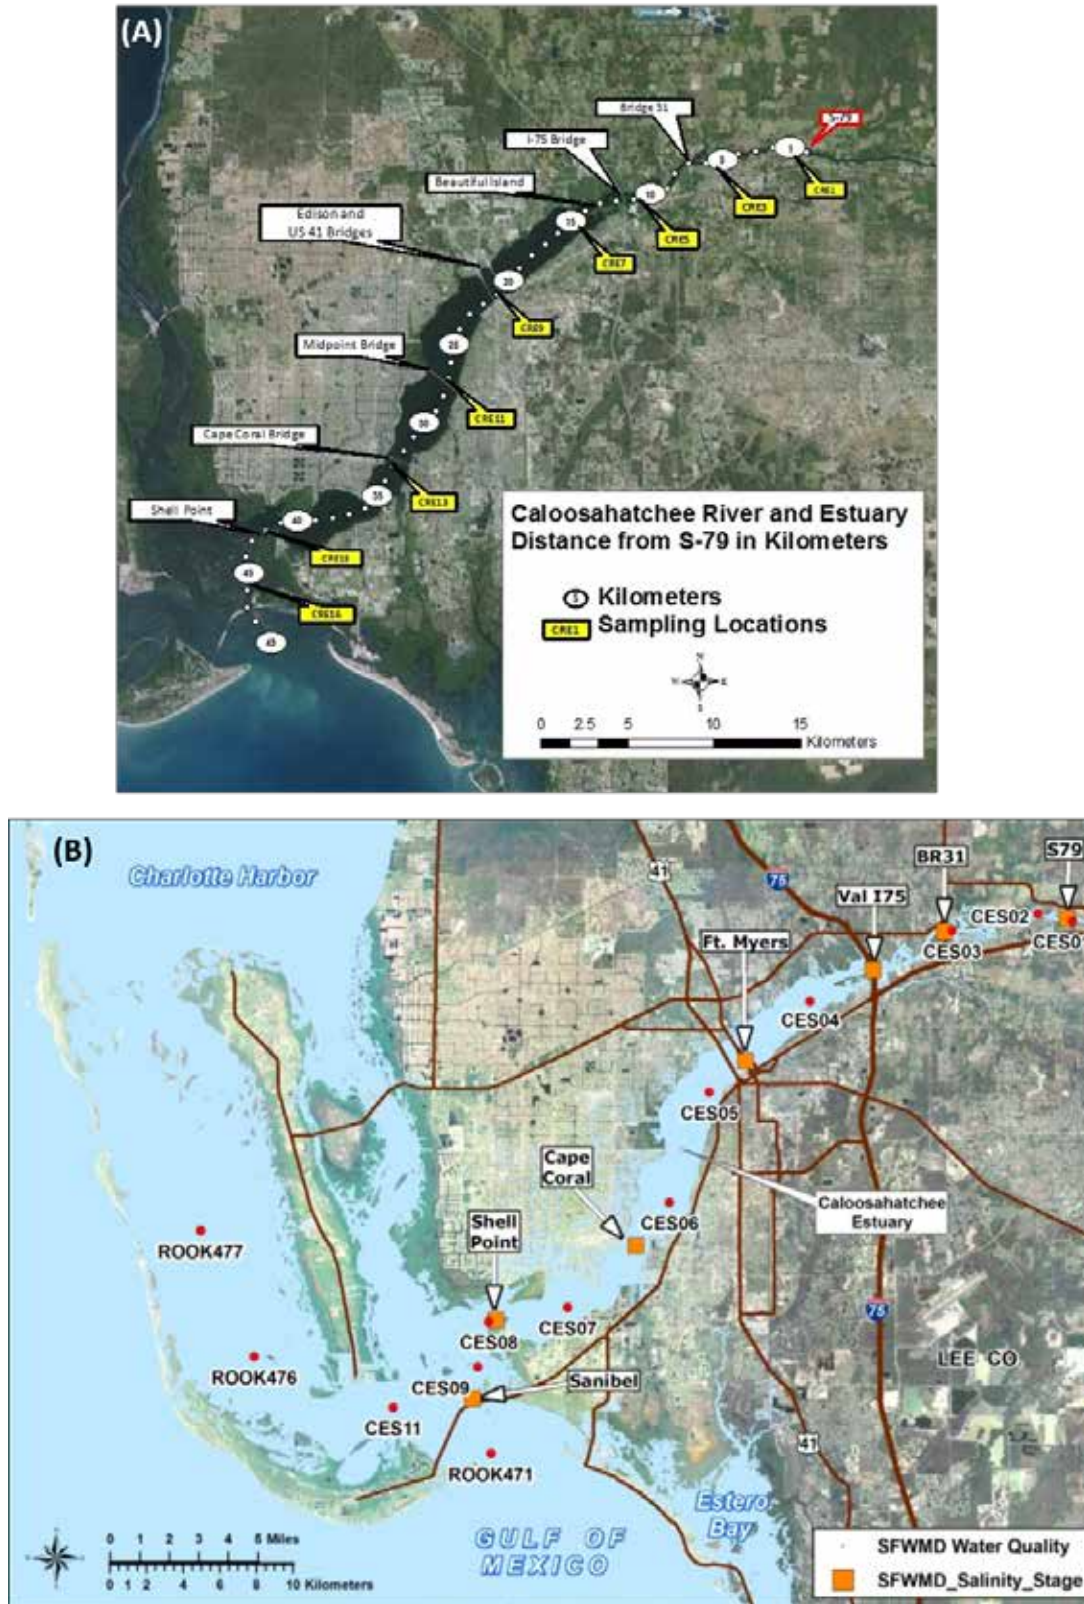 (A)
Bridge 31
S-79
I-75 Bridge
1
5
CRE1
Beautiful Island
10
CRE3
Edison and
US 41 Bridges
15
CRE5
CRE7
20
CRE9
Midpoint Bridge
25
CRE11
30
Cape Coral Bridge
35
CRE13
Shell Point
40
45
Caloosahatchee River and Estuary
Distance from S-79 in Kilometers
Kilometers
CRE1
Sampling Locations
N
W
E
S
0
2.5
5
10
15
Kilometers
(B)
Charlotte Harbor
41
75
BR31
S79
Val I75
CES02
Ft. Myers
CES03
CES01
CES04
CES05
Cape
Coral
Caloosahatchee
Estuary
Shell
Point
CES06
ROOK477
75
CES07
CES08
LEE CO
ROOK476
CES09
Sanibel
CES11
41
ROOK471
Estero
Bay
GULF OF
MEXICO
0 1 2 3 4 5 Miles
0 1 2 4 6 8 10 Kilometers
SFWMD Water Quality
SFWMD_Salinity_Stage